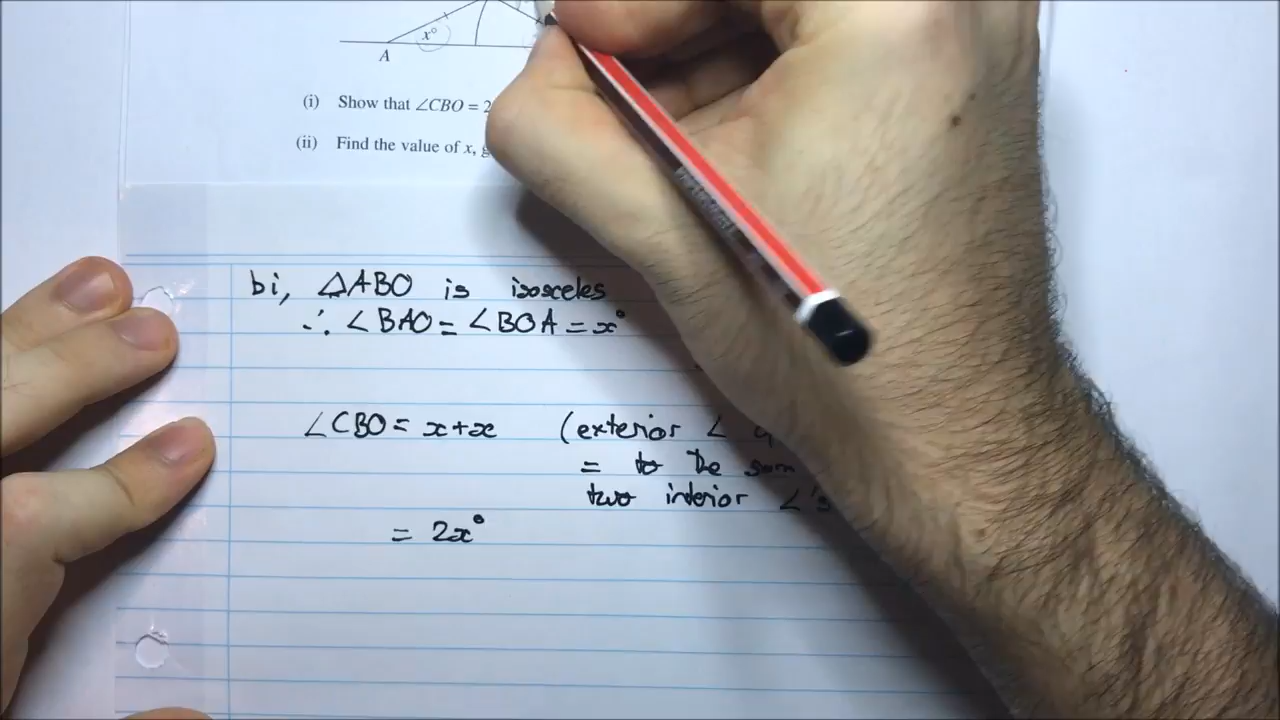 x°
A
(i) Show that ∠CBO = 2
(ii) Find the value of x, g
bi, △ABO is isosceles
∴ ∠BAO = ∠BOA = x°
∠CBO = x+x (exterior ∠
= to the sum
two interior ∠'s
= 2x°